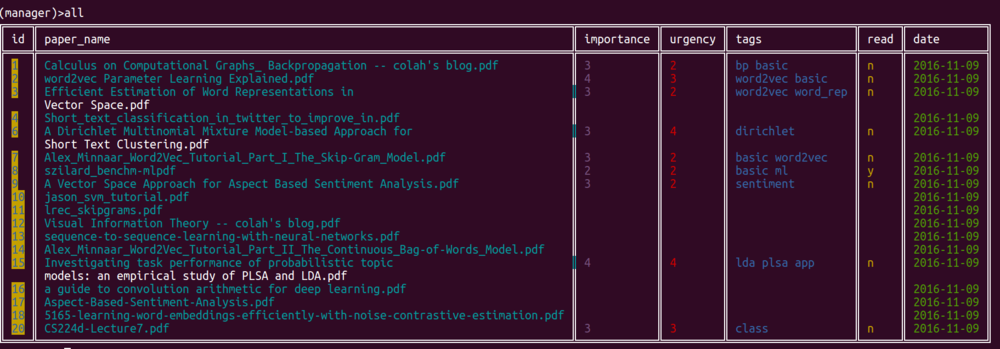 (manager)>all
id paper_name importance urgency tags read date
1 Calculus on Computational Graphs_ Backpropagation -- colah's blog.pdf 3 2 bp basic n 2016-11-09
2 word2vec Parameter Learning Explained.pdf 4 3 word2vec basic n 2016-11-09
3 Efficient Estimation of Word Representations in 3 2 word2vec word_rep n 2016-11-09
Vector Space.pdf
4 Short_text_classification_in_twitter_to_improve_in.pdf 2016-11-09
6 A Dirichlet Multinomial Mixture Model-based Approach for 3 4 dirichlet n 2016-11-09
Short Text Clustering.pdf
7 Alex_Minnaar_Word2Vec_Tutorial_Part_I_The_Skip-Gram_Model.pdf 3 2 basic word2vec n 2016-11-09
8 szilard_benchm-mlpdf 2 2 basic ml y 2016-11-09
9 A Vector Space Approach for Aspect Based Sentiment Analysis.pdf 3 2 sentiment n 2016-11-09
10 jason_svm_tutorial.pdf 2016-11-09
11 lrec_skipgrams.pdf 2016-11-09
12 Visual Information Theory -- colah's blog.pdf 2016-11-09
13 sequence-to-sequence-learning-with-neural-networks.pdf 2016-11-09
14 Alex_Minnaar_Word2Vec_Tutorial_Part_II_The_Continuous_Bag-of-Words_Model.pdf 2016-11-09
15 Investigating task performance of probabilistic topic 4 4 lda plsa app n 2016-11-09
models: an empirical study of PLSA and LDA.pdf
16 a guide to convolution arithmetic for deep learning.pdf 2016-11-09
17 Aspect-Based-Sentiment-Analysis.pdf 2016-11-09
18 5165-learning-word-embeddings-efficiently-with-noise-contrastive-estimation.pdf 2016-11-09
20 CS224d-Lecture7.pdf 3 3 class n 2016-11-09